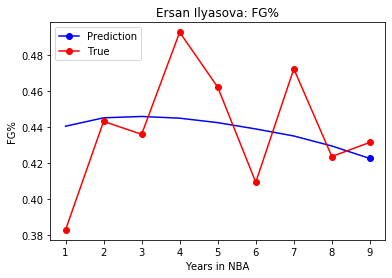 Ersan Ilyasova: FG%
Prediction
True
FG%
0.48
0.46
0.44
0.42
0.40
0.38
1 2 3 4 5 6 7 8 9
Years in NBA